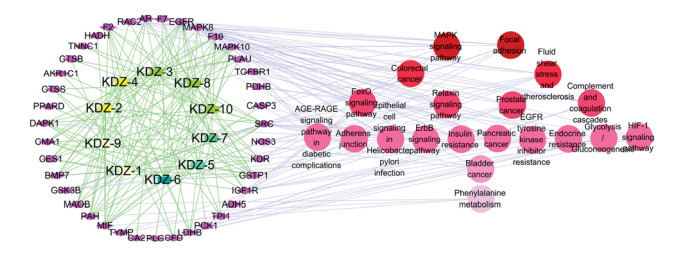 F2
RAC2
AR
F7
EGFR
MAPK8
HADH
F10
TNNC1
MAPK10
CTSB
PLAU
AKR1C1
TGFBR1
CTSS
PDHB
PPARD
CASP3
DAPK1
SRC
CMA1
NOS3
CES1
KDR
BMP7
GSTP1
GSK3B
IGF1R
MAOB
ADH5
PAH
TPI1
MIF
PCK1
TYMP
LDHB
CA2
PLG
CFD
KDZ-3
KDZ-4
KDZ-8
KDZ-2
KDZ-10
KDZ-9
KDZ-7
KDZ-1
KDZ-5
KDZ-6
MAPK
signaling
pathway
Focal
adhesion
Colorectal
cancer
Fluid
shear
stress and
atherosclerosis
FoxO
signaling
pathway
Relaxin
signaling
pathway
Prostate
cancer
Complement
and
coagulation
cascades
AGE-RAGE
signaling
pathway
in
diabetic complications
Adherens
junction
Epithelial
cell
signaling
in
Helicobacter
pylori
infection
ErbB
signaling
pathway
Insulin
resistance
Pancreatic
cancer
EGFR
tyrosine
kinase
inhibitor
resistance
Endocrine
resistance
Glycolysis
/
Gluconeogenesis
HIF-1
signaling
pathway
Bladder
cancer
Phenylalanine
metabolism